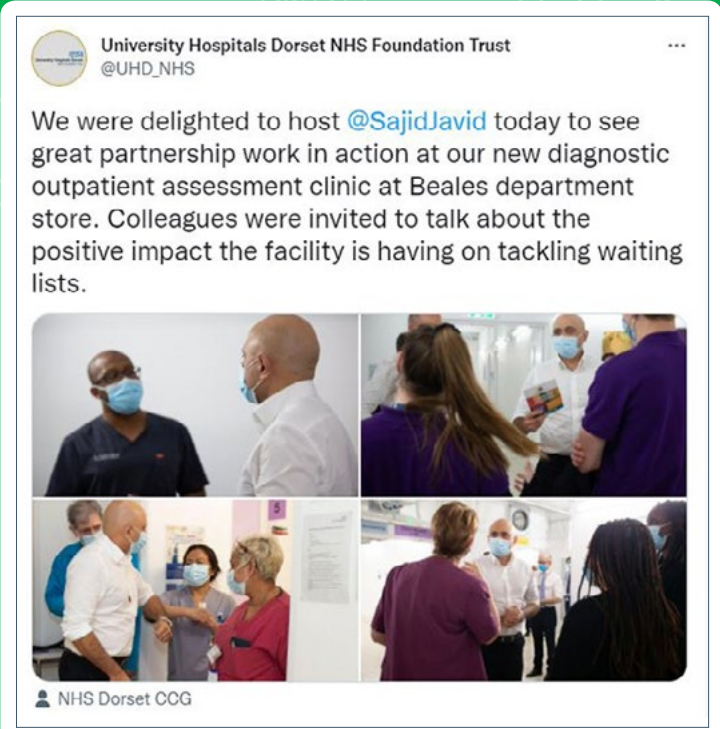 University Hospitals Dorset NHS Foundation Trust
@UHD_NHS
We were delighted to host @SajidJavid today to see
great partnership work in action at our new diagnostic
outpatient assessment clinic at Beales department
store. Colleagues were invited to talk about the
positive impact the facility is having on tackling waiting
lists.
5
NHS Dorset CCG